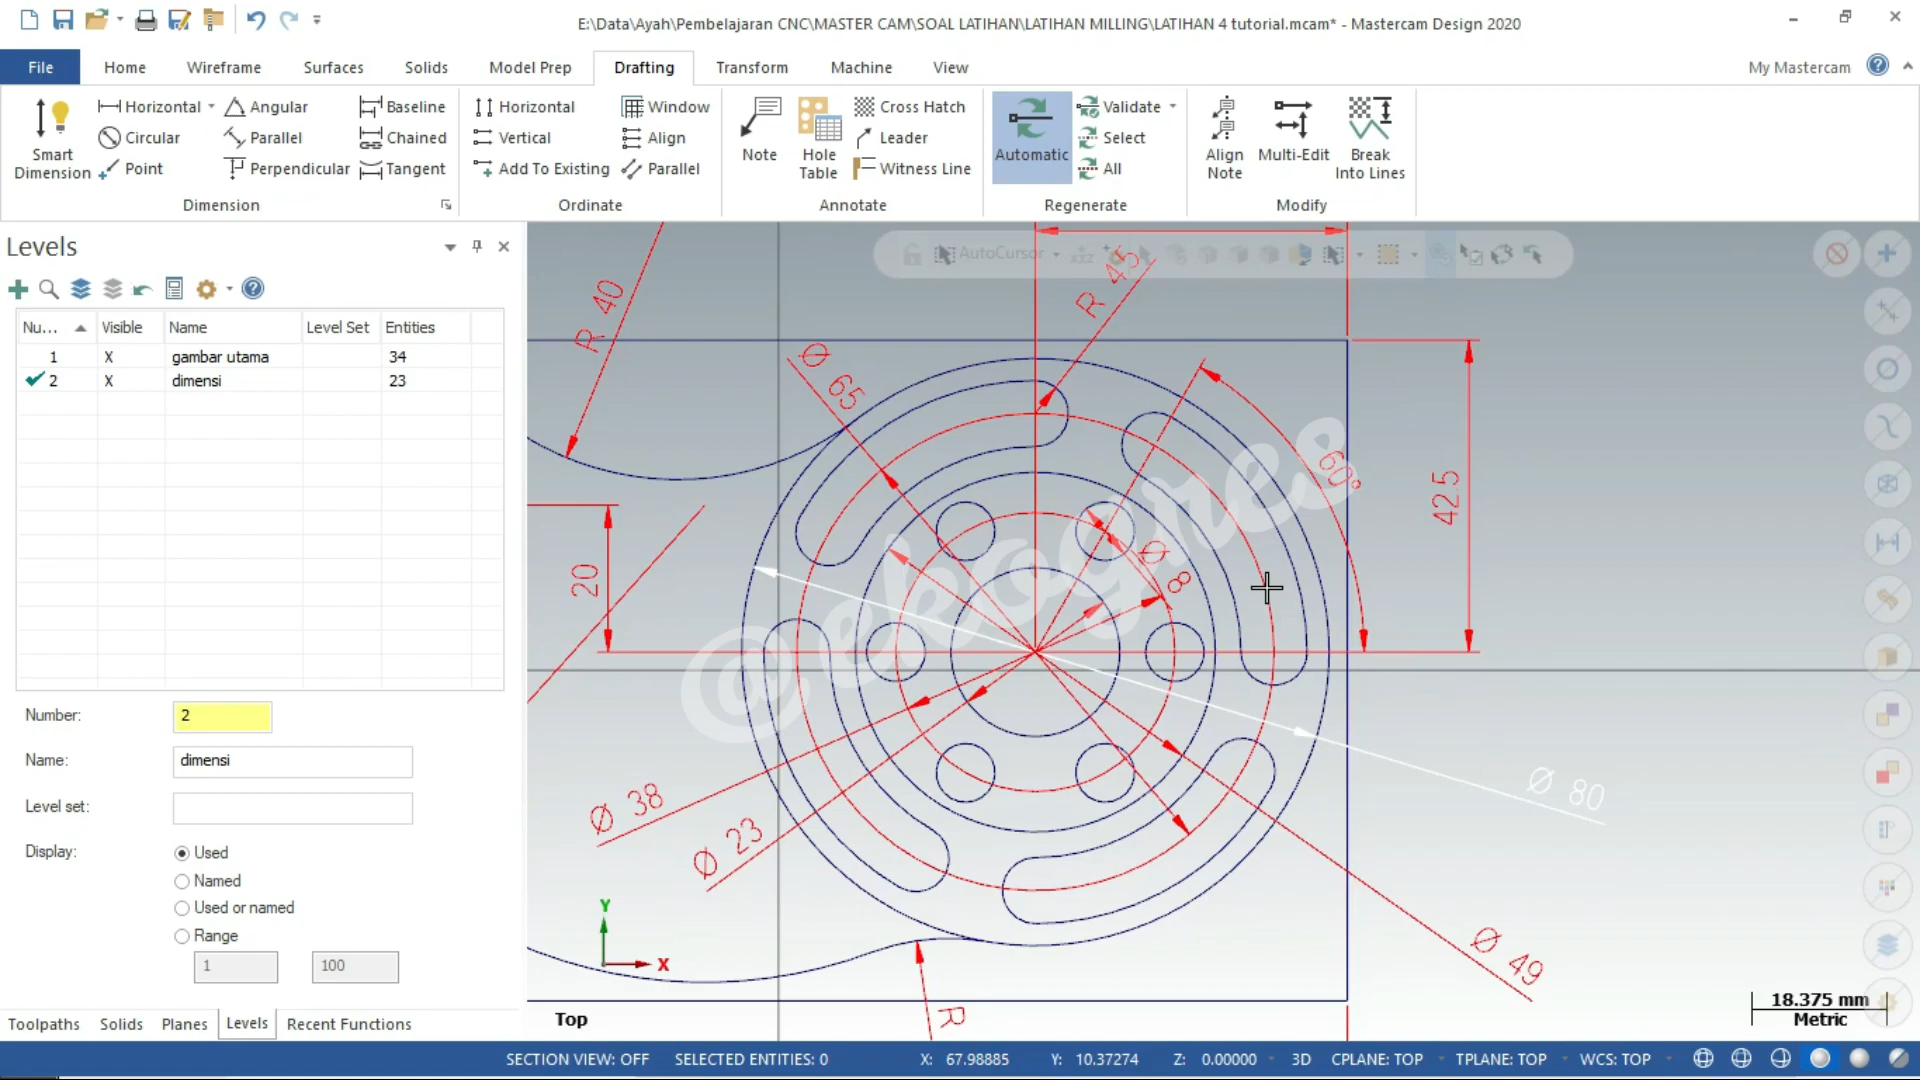 E:\Data\Ayah\Pembelajaran CNC\MASTER CAM\SOAL LATIHAN\LATIHAN MILLING\LATIHAN 4 tutorial.mcam* - Mastercam Design 2020
File Home Wireframe Surfaces Solids Model Prep Drafting Transform Machine View My Mastercam
Horizontal Angular Baseline Horizontal Window Cross Hatch Validate
Circular Parallel Chained Vertical Align Leader Select
Smart Dimension Point Perpendicular Tangent Add To Existing Parallel Note Hole Table Witness Line Automatic All Align Note Multi-Edit Break Into Lines
Dimension Ordinate Annotate Regenerate Modify
Levels
AutoCursor
Nu... Visible Name Level Set Entities
1 X gambar utama 34
2 X dimensi 23
Number: 2
Name: dimensi
Level set:
Display: Used
Named
Used or named
Range
1 100
Toolpaths Solids Planes Levels Recent Functions
R 40
R 45
Ø 65
60°
42.5
20
Ø 8
Ø 80
Ø 38
Ø 23
Ø 49
R
@ekogres
Y
X
Top
18.375 mm
Metric
SECTION VIEW: OFF SELECTED ENTITIES: 0 X: 67.98885 Y: 10.37274 Z: 0.00000 3D CPLANE: TOP TPLANE: TOP WCS: TOP